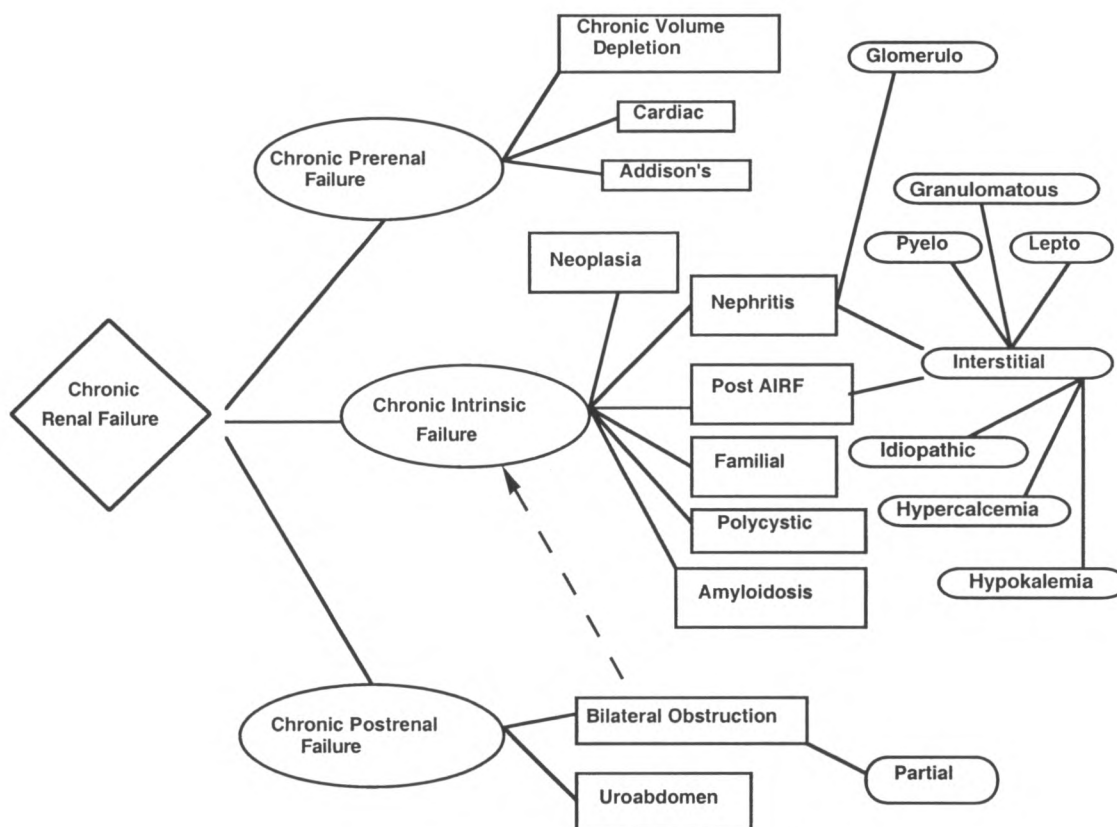 Chronic Volume
Depletion
Glomerulo
Cardiac
Chronic Prerenal
Failure
Addison's
Granulomatous
Pyelo
Lepto
Neoplasia
Nephritis
Interstitial
Chronic
Renal Failure
Chronic Intrinsic
Failure
Post AIRF
Idiopathic
Familial
Hypercalcemia
Polycystic
Hypokalemia
Amyloidosis
Chronic Postrenal
Failure
Bilateral Obstruction
Partial
Uroabdomen